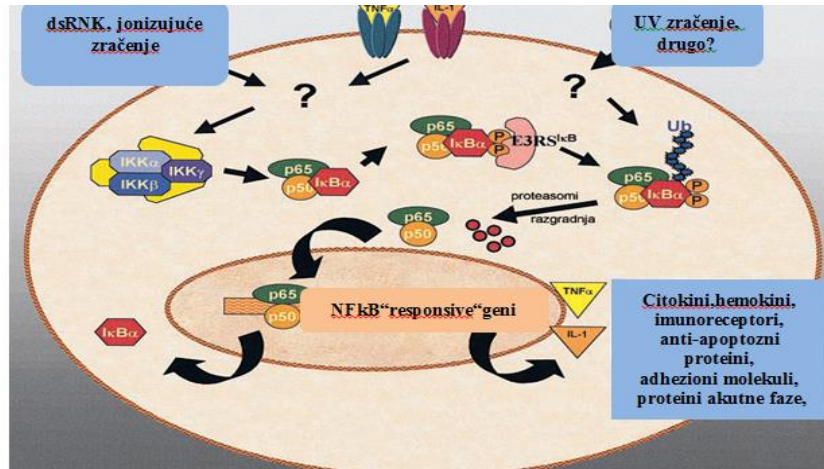 dsRNK, jonizujuće
zračenje
TNFα
IL-1
UV zračenje,
drugo?
?
?
Ub
IKKα
IKKγ
IKKβ
p65
p50
IκBα
p65
p50
IκBα
P
P
E3RS^IκB
p65
p50
IκBα
P
P
proteasomi
razgradnja
p65
p50
p65
p50
NFkB“responsive“geni
IκBα
TNFα
IL-1
Citokini,hemokini,
imunoreceptori,
anti-apoptozni
proteini,
adhezioni molekuli,
proteini akutne faze,